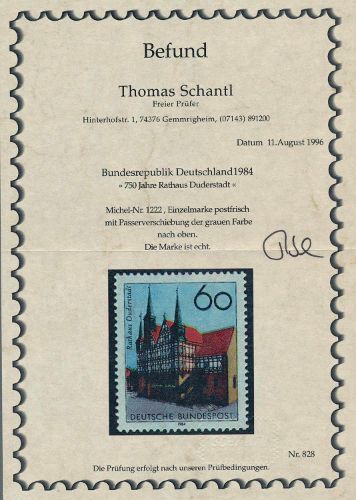 Befund
Thomas Schantl
Freier Prüfer
Hinterhofstr. 1, 74376 Gemmrigheim, (07143) 891200
Datum 11.August 1996
Bundesrepublik Deutschland1984
» 750 Jahre Rathaus Duderstadt «
Michel-Nr. 1222 , Einzelmarke postfrisch
mit Passerverschiebung der grauen Farbe
nach oben.
Die Marke ist echt.
Rathaus Duderstadt
60
DEUTSCHE BUNDESPOST
1984
Nr. 828
Die Prüfung erfolgt nach unseren Prüfbedingungen.